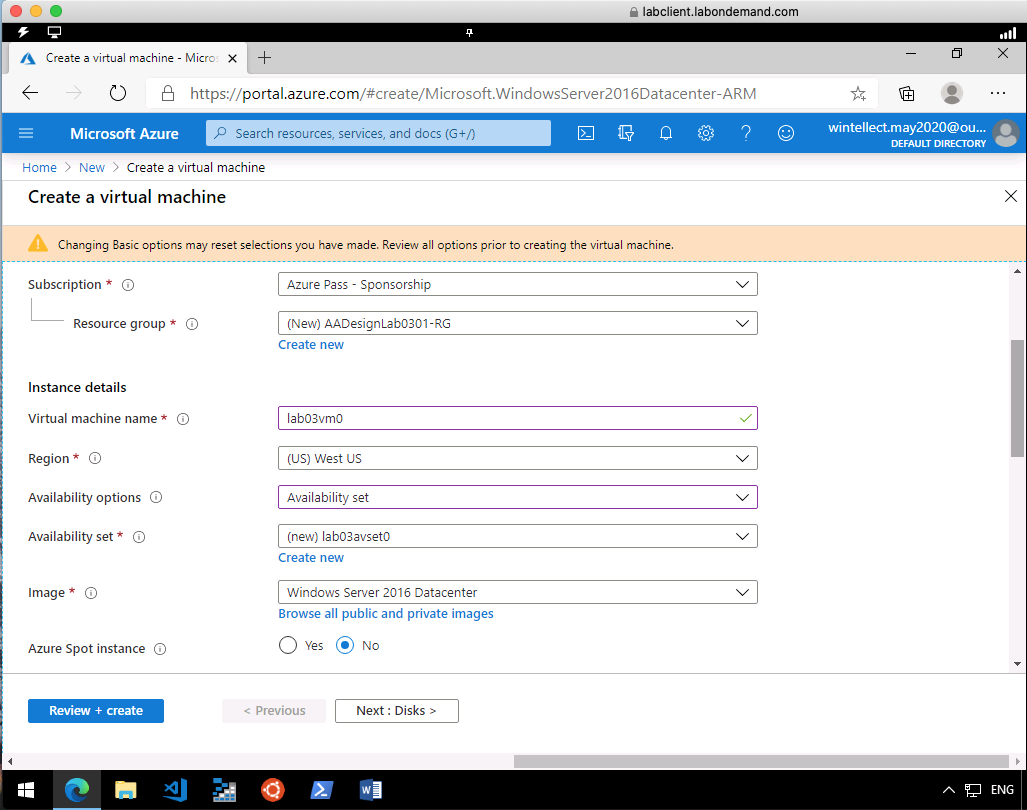 labclient.labondemand.com
Create a virtual machine - Micros
https://portal.azure.com/#create/Microsoft.WindowsServer2016Datacenter-ARM
Microsoft Azure
Search resources, services, and docs (G+/)
wintellect.may2020@ou...
DEFAULT DIRECTORY
Home > New > Create a virtual machine
Create a virtual machine
Changing Basic options may reset selections you have made. Review all options prior to creating the virtual machine.
Subscription * Azure Pass - Sponsorship
Resource group * (New) AADesignLab0301-RG
Create new
Instance details
Virtual machine name * lab03vm0
Region * (US) West US
Availability options Availability set
Availability set * (new) lab03avset0
Create new
Image * Windows Server 2016 Datacenter
Browse all public and private images
Azure Spot instance Yes No
Review + create < Previous Next : Disks >
ENG